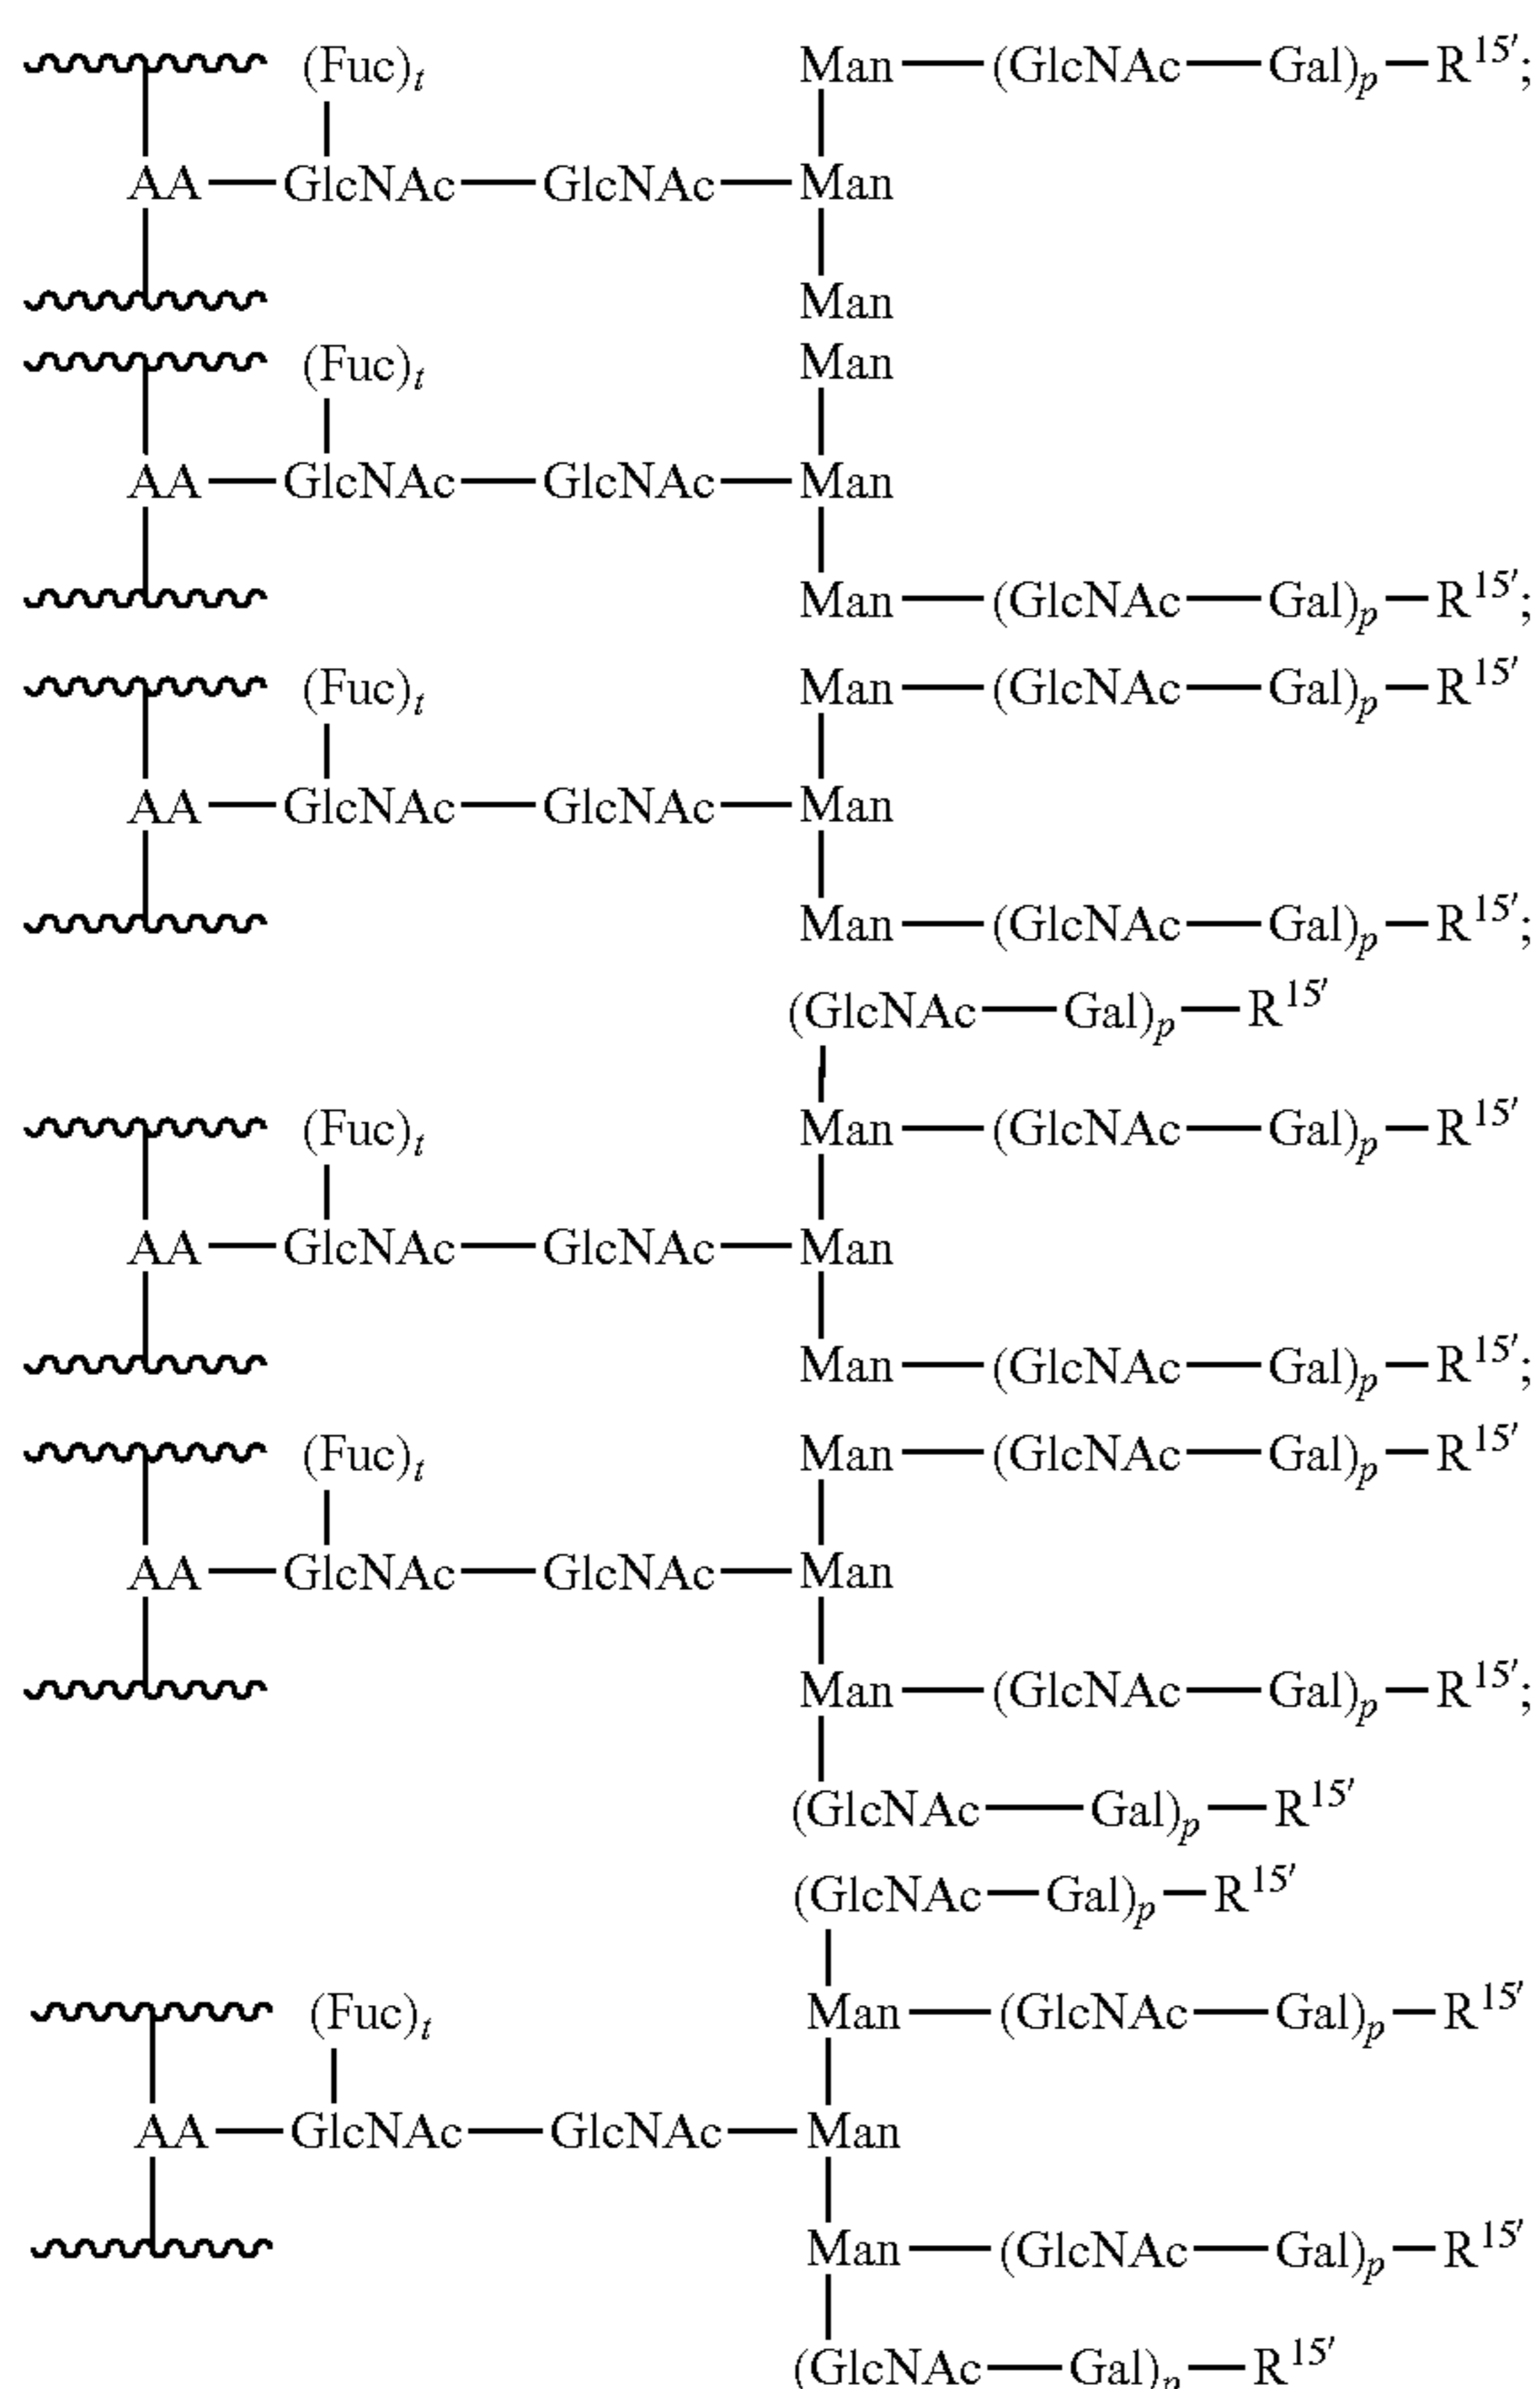 (Fuc)t Man—(GlcNAc—Gal)p—R15′;
AA—GlcNAc—GlcNAc—Man
Man
(Fuc)t Man
AA—GlcNAc—GlcNAc—Man
Man—(GlcNAc—Gal)p—R15′;
(Fuc)t Man—(GlcNAc—Gal)p—R15′
AA—GlcNAc—GlcNAc—Man
Man—(GlcNAc—Gal)p—R15′;
(GlcNAc—Gal)p—R15′
(Fuc)t Man—(GlcNAc—Gal)p—R15′
AA—GlcNAc—GlcNAc—Man
Man—(GlcNAc—Gal)p—R15′;
(Fuc)t Man—(GlcNAc—Gal)p—R15′
AA—GlcNAc—GlcNAc—Man
Man—(GlcNAc—Gal)p—R15′;
(GlcNAc—Gal)p—R15′
(GlcNAc—Gal)p—R15′
(Fuc)t Man—(GlcNAc—Gal)p—R15′
AA—GlcNAc—GlcNAc—Man
Man—(GlcNAc—Gal)p—R15′
(GlcNAc—Gal)p—R15′